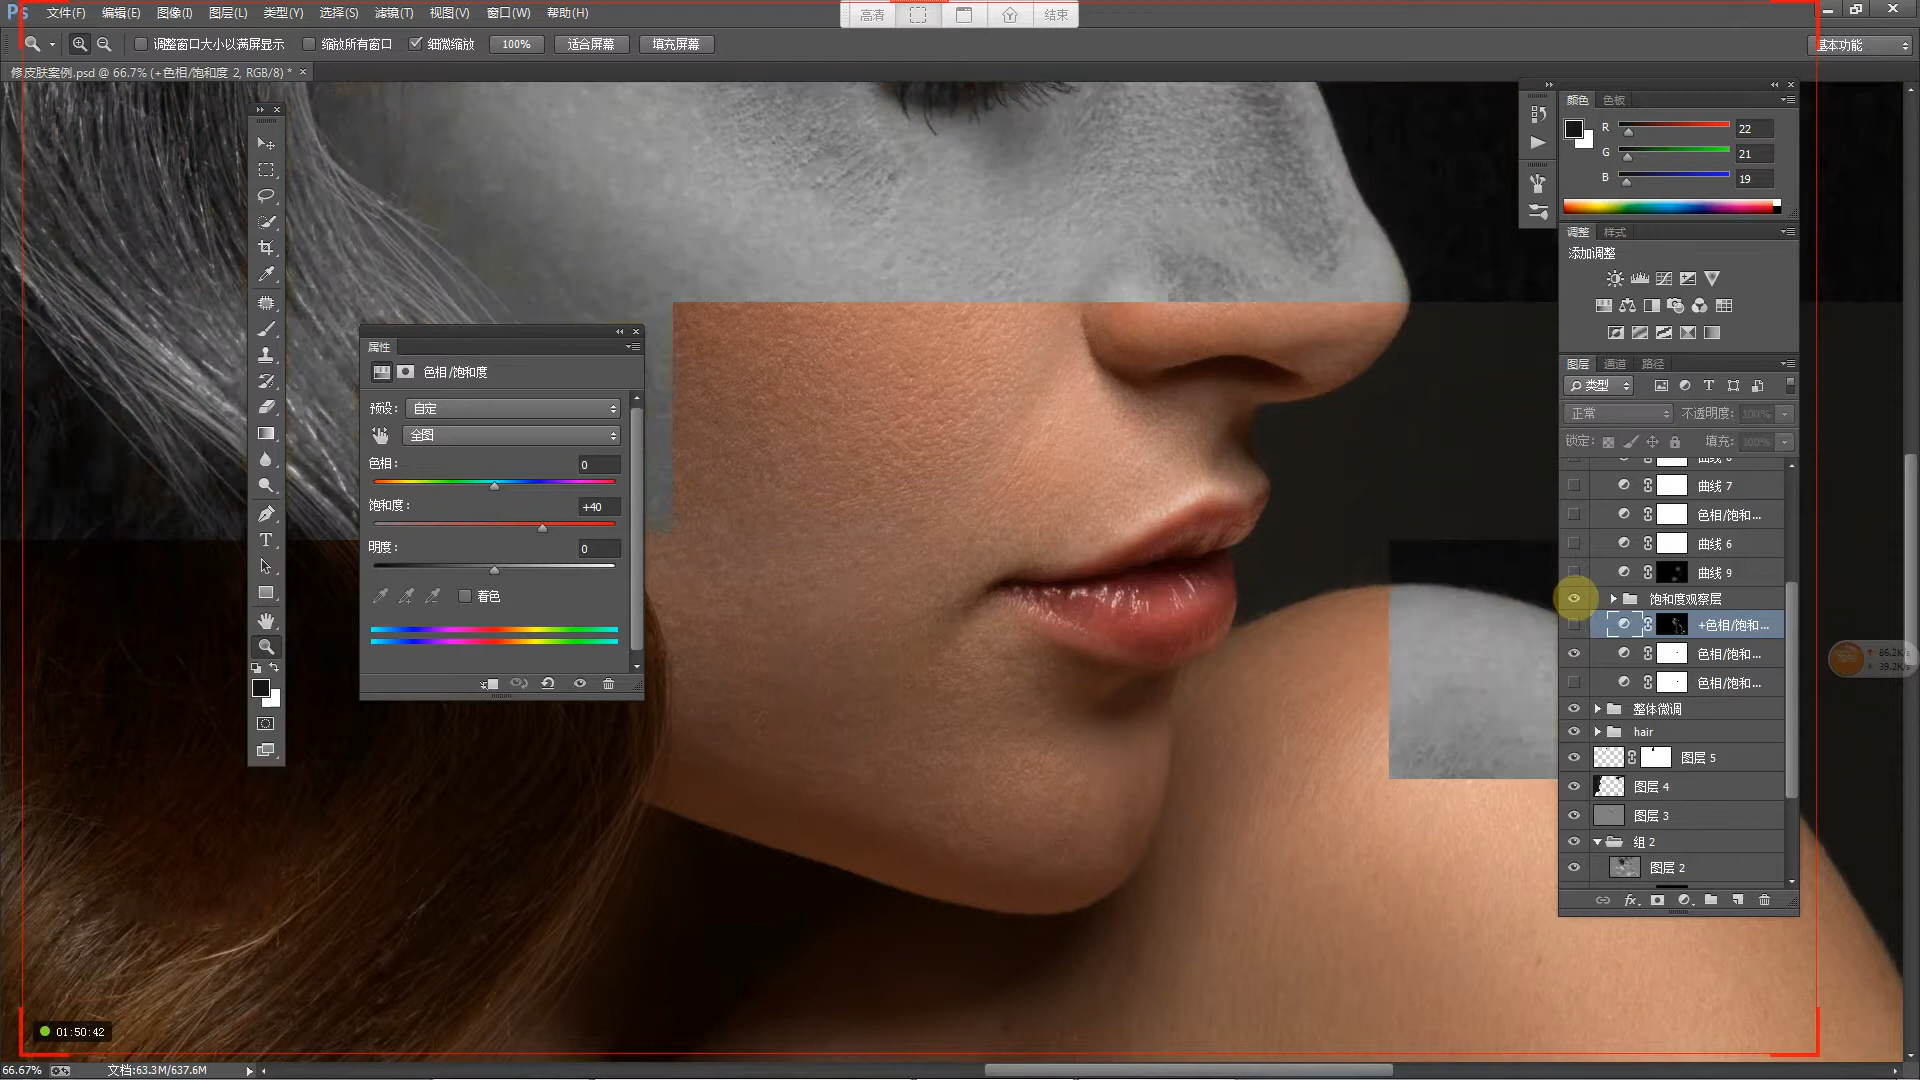 Ps 文件(F) 编辑(E) 图像(I) 图层(L) 类型(Y) 选择(S) 滤镜(T) 视图(V) 窗口(W) 帮助(H)
高清 结束
调整窗口大小以满屏显示 缩放所有窗口 细微缩放 100% 适合屏幕 填充屏幕 基本功能
修皮肤案例.psd @ 66.7% (+色相/饱和度 2, RGB/8) * ×
颜色 色板
R 22
G 21
B 19
调整 样式
添加调整
属性
色相/饱和度
预设: 自定
全图
色相: 0
饱和度: +40
明度: 0
着色
图层 通道 路径
类型
正常 不透明度: 100%
锁定: 填充: 100%
曲线 7
色相/饱和...
曲线 6
曲线 9
饱和度观察层
+色相/饱和...
色相/饱和...
色相/饱和...
整体微调
hair
图层 5
图层 4
图层 3
组 2
图层 2
fx
86.2K/s
39.2K/s
01:50:42
66.67% 文档:63.3M/637.6M